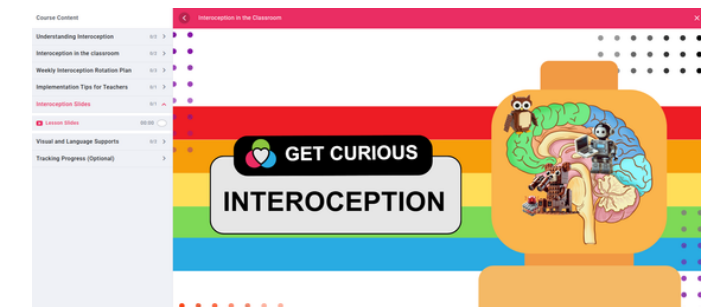 Course Content
Interoception in the Classroom
Understanding Interoception
Interoception in the classroom
Weekly Interoception Rotation Plan
Implementation Tips for Teachers
Interoception Slides
Lesson Slides
00:00
Visual and Language Supports
Tracking Progress (Optional)
GET CURIOUS
INTEROCEPTION